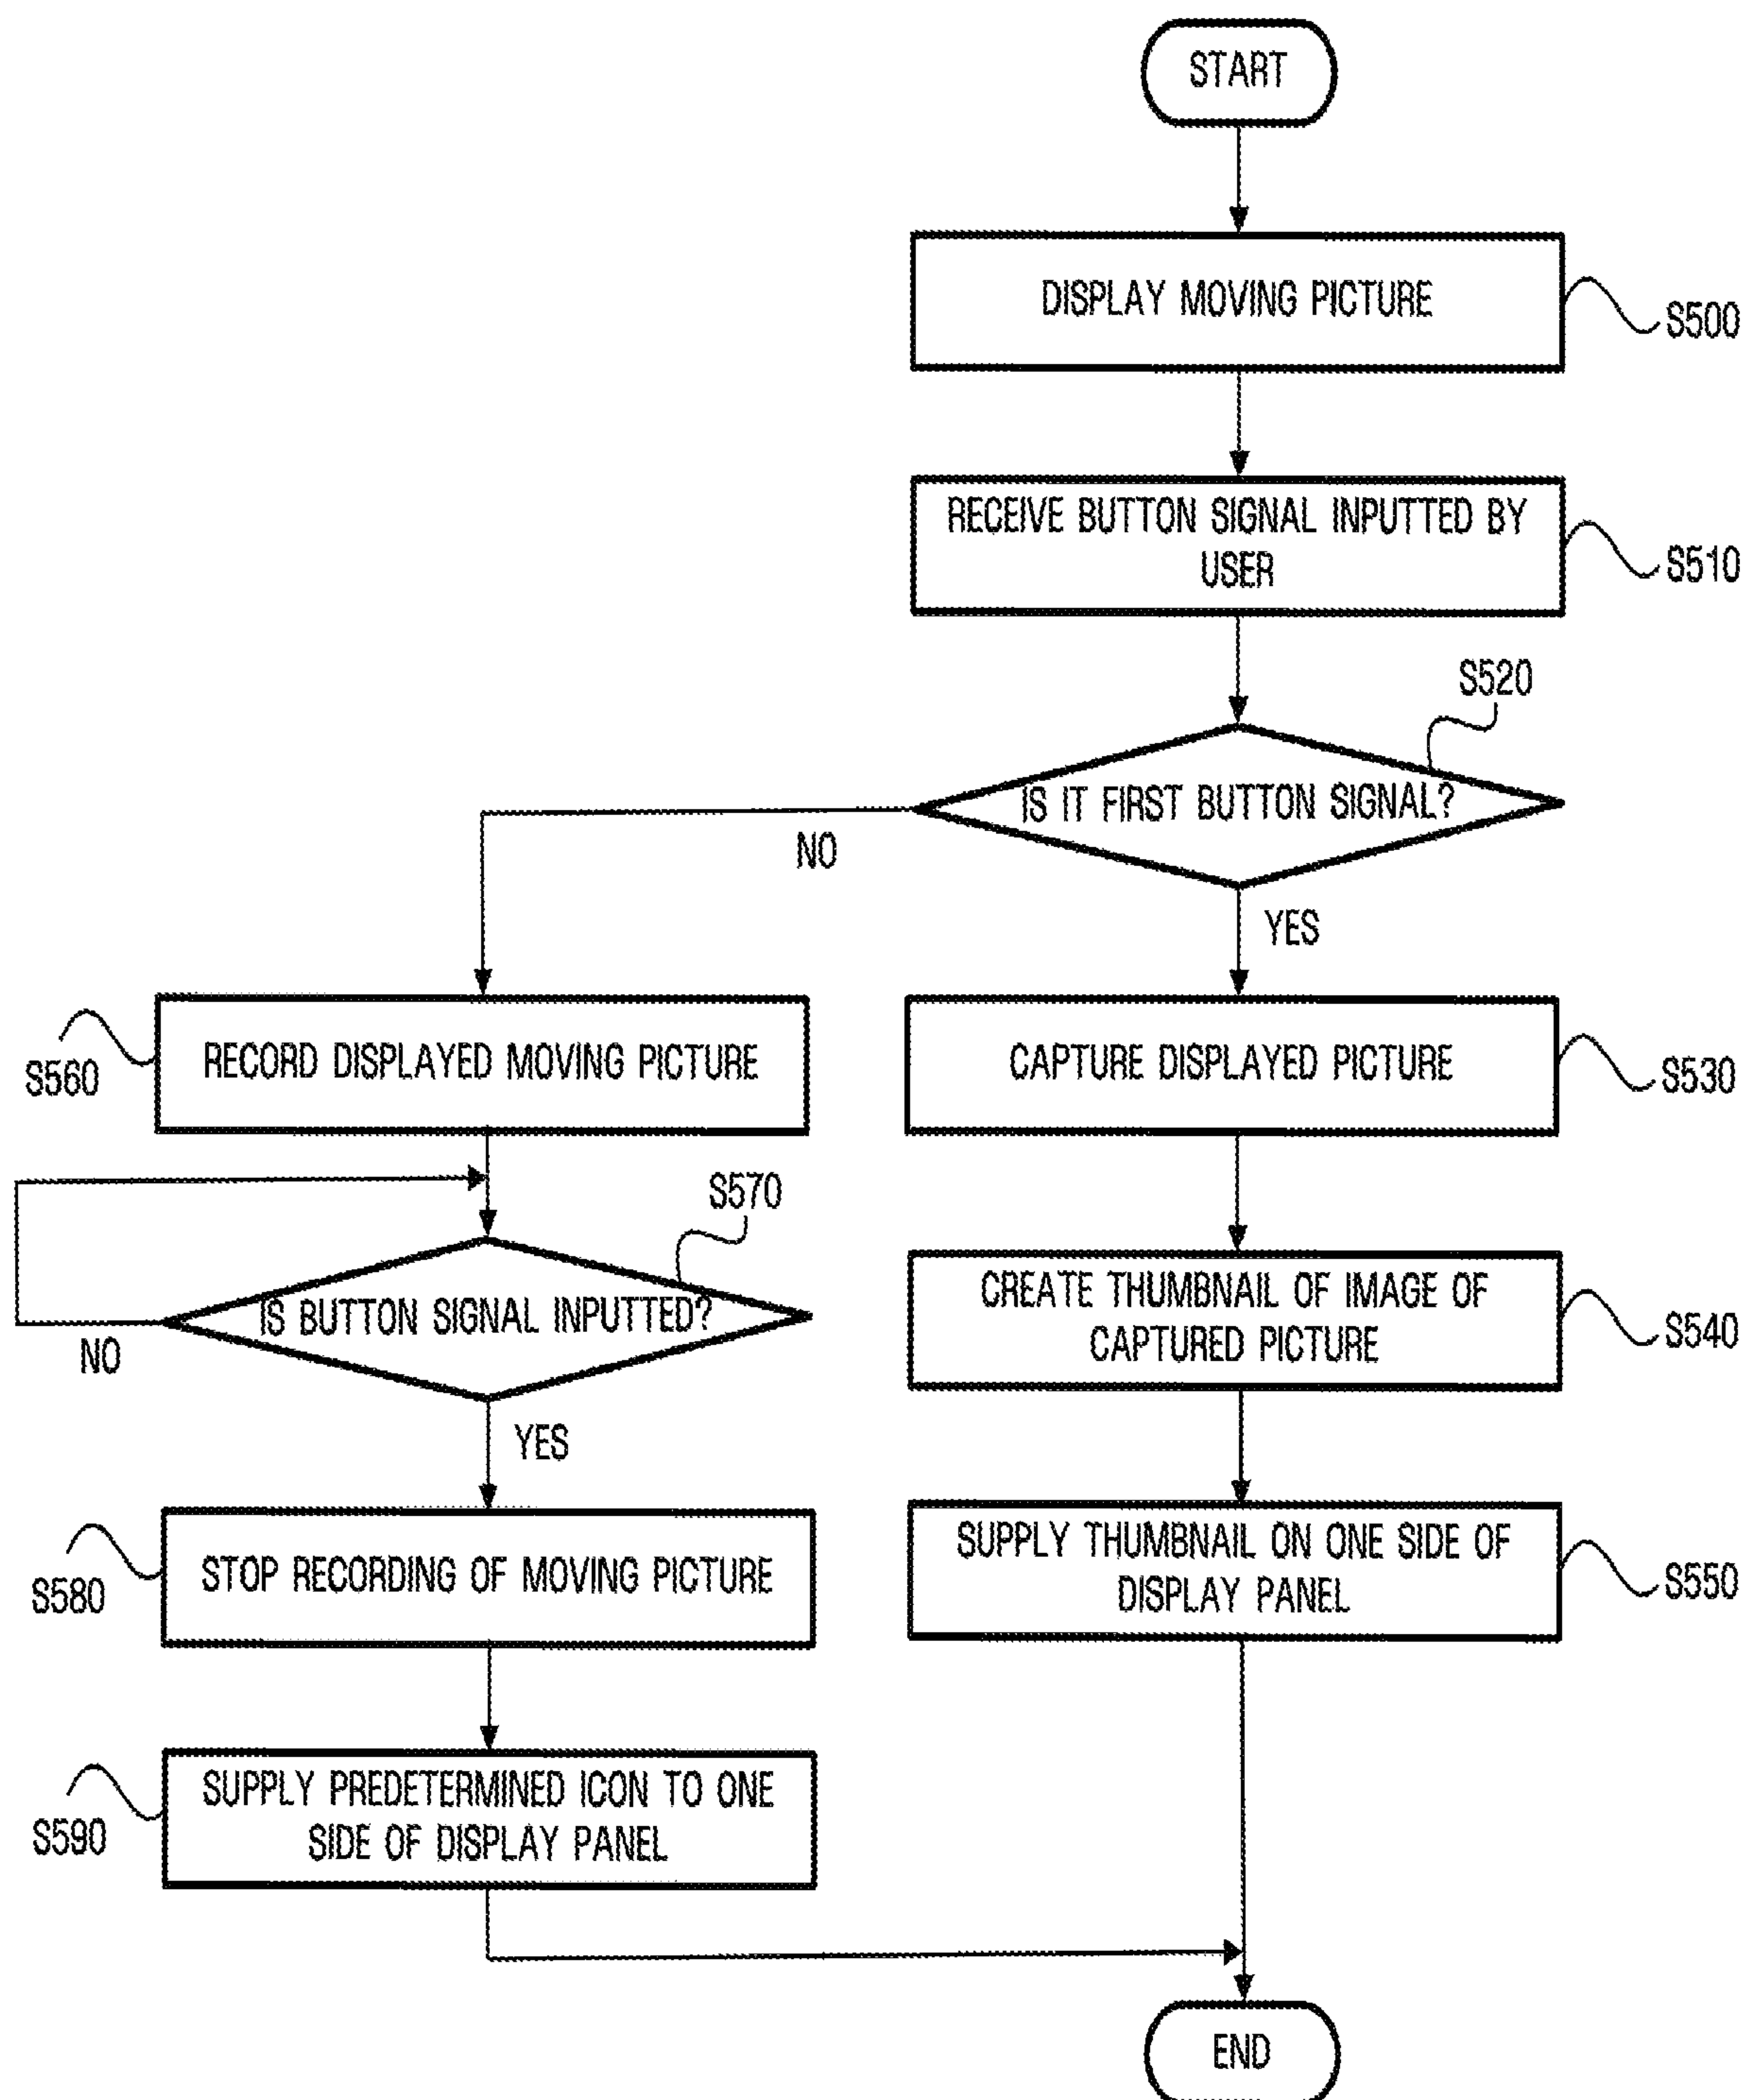 START
DISPLAY MOVING PICTURE
S500
RECEIVE BUTTON SIGNAL INPUTTED BY
USER
S510
S520
IS IT FIRST BUTTON SIGNAL?
NO
YES
S560
RECORD DISPLAYED MOVING PICTURE
CAPTURE DISPLAYED PICTURE
S530
S570
IS BUTTON SIGNAL INPUTTED?
NO
YES
CREATE THUMBNAIL OF IMAGE OF
CAPTURED PICTURE
S540
S580
STOP RECORDING OF MOVING PICTURE
SUPPLY THUMBNAIL ON ONE SIDE OF
DISPLAY PANEL
S550
S590
SUPPLY PREDETERMINED ICON TO ONE
SIDE OF DISPLAY PANEL
END